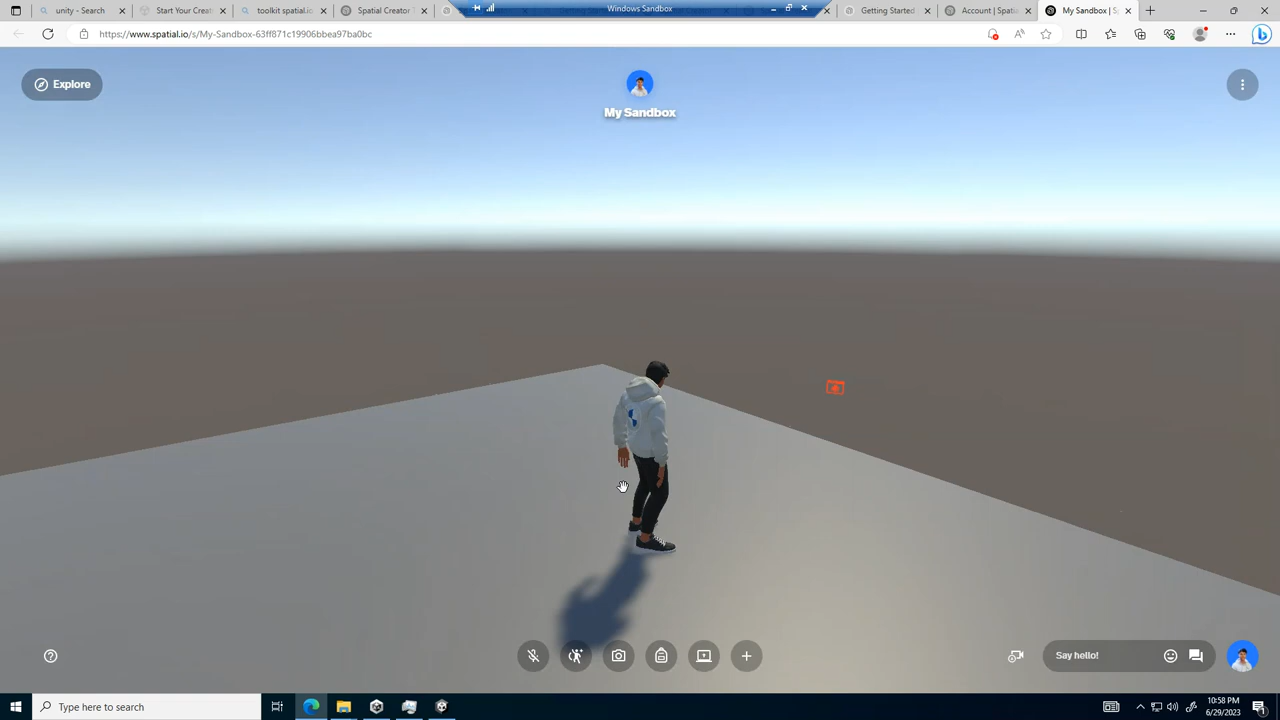 Windows Sandbox
unity - Search
Start Your Creati
toolkit spatial.io
Spatial Creator T
Getting Started
Account | Spatia
My Sandbox | S
https://www.spatial.io/s/My-Sandbox-63ff871c19906bbea97ba0bc
Explore
My Sandbox
Say hello!
Type here to search
10:58 PM
6/29/2023